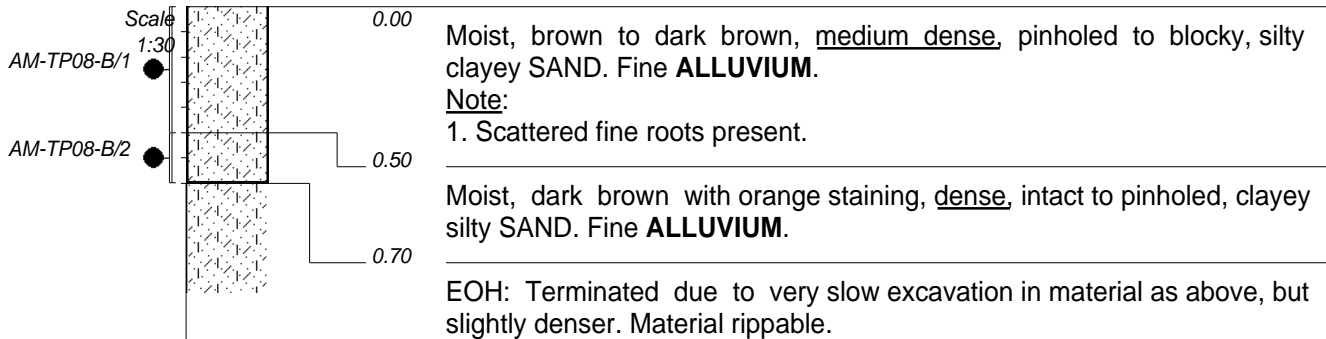 Scale
1:30
0.00
AM-TP08-B/1
Moist, brown to dark brown, medium dense, pinholed to blocky, silty
clayey SAND. Fine ALLUVIUM.
Note:
1. Scattered fine roots present.
AM-TP08-B/2
0.50
Moist, dark brown with orange staining, dense, intact to pinholed, clayey
silty SAND. Fine ALLUVIUM.
0.70
EOH: Terminated due to very slow excavation in material as above, but
slightly denser. Material rippable.